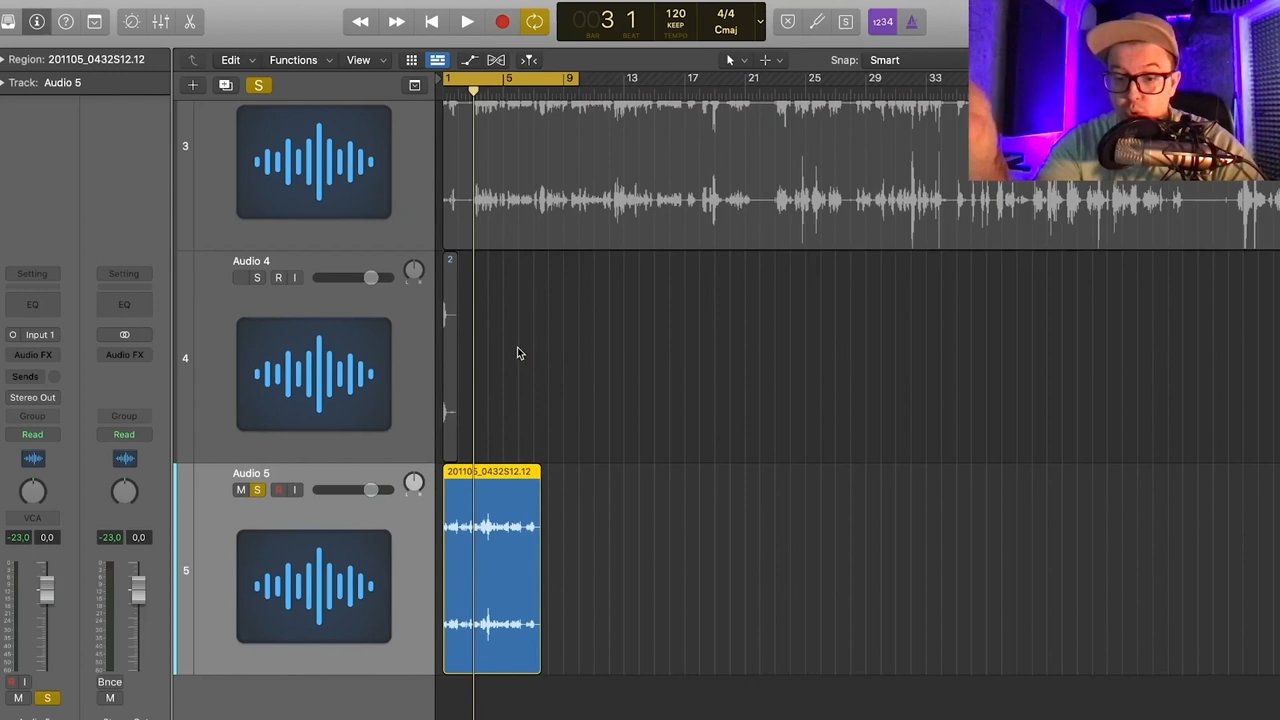 3 1
BAR BEAT
120
KEEP
TEMPO
4/4
Cmaj
1234
Region: 201105_0432S12.12
Track: Audio 5
Edit
Functions
View
Snap: Smart
S
1 5 9 13 17 21 25 29 33
3
Audio 4
S R I
L R
2
4
Setting Setting
EQ EQ
Input 1
Audio FX Audio FX
Sends
Stereo Out
Group Group
Read Read
VCA
-23,0 0,0 -23,0 0,0
Audio 5
M S R I
L R
201105_0432S12.12
5
R I
Bnce
M S M